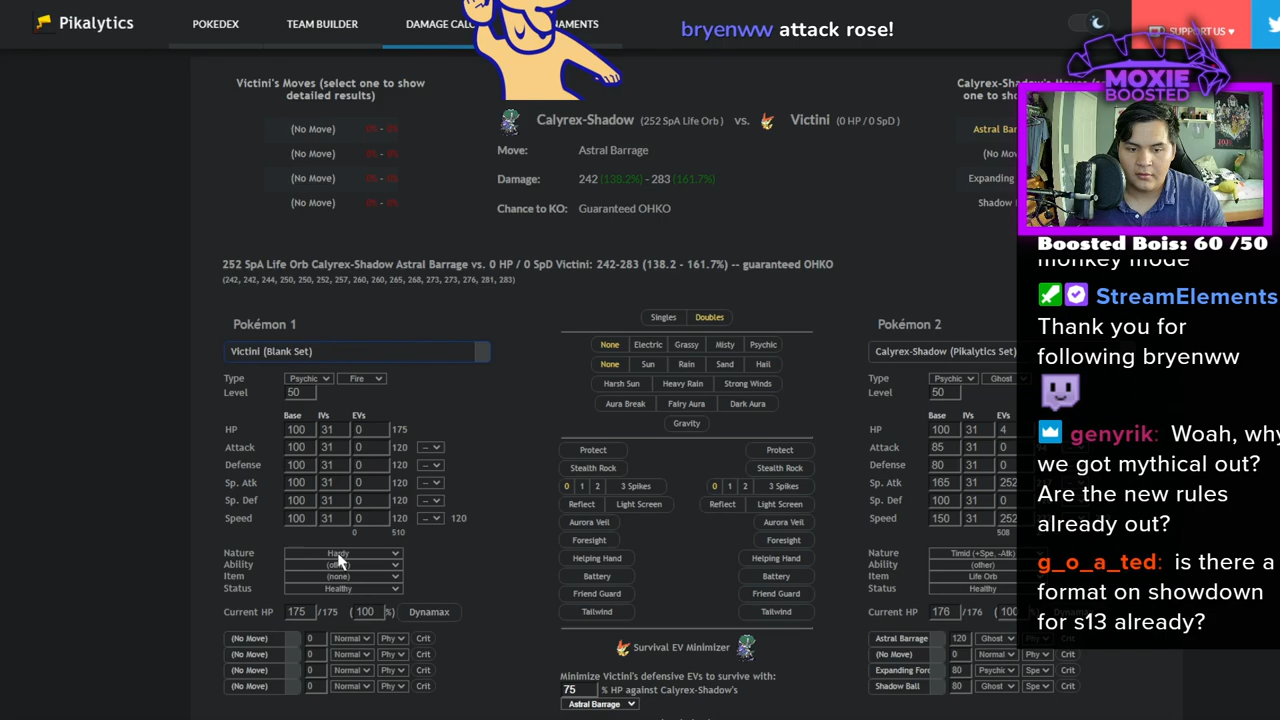 Pikalytics
POKEDEX
TEAM BUILDER
DAMAGE CALC
bryenww attack rose!
SUPPORT US ♥
MOXIE
BOOSTED
Victini's Moves (select one to show
detailed results)
(No Move) 0% - 0%
(No Move) 0% - 0%
(No Move) 0% - 0%
(No Move) 0% - 0%
Calyrex-Shadow (252 SpA Life Orb ) vs. Victini (0 HP / 0 SpD )
Move: Astral Barrage
Damage: 242 (138.2%) - 283 (161.7%)
Chance to KO: Guaranteed OHKO
Calyrex-Shadow's Move
Astral Bar
(No Mo
Expanding
Shadow B
252 SpA Life Orb Calyrex-Shadow Astral Barrage vs. 0 HP / 0 SpD Victini: 242-283 (138.2 - 161.7%) -- guaranteed OHKO
(242, 242, 244, 250, 250, 252, 257, 260, 260, 265, 268, 273, 273, 276, 281, 283)
Pokémon 1
Victini (Blank Set)
Type Psychic Fire
Level 50
Base IVs EVs
HP 100 31 0 175
Attack 100 31 0 120 --
Defense 100 31 0 120 --
Sp. Atk 100 31 0 120 --
Sp. Def 100 31 0 120 --
Speed 100 31 0 120 -- 120
0 510
Nature Hardy
Ability (other)
Item (none)
Status Healthy
Current HP 175 /175 ( 100 %) Dynamax
(No Move) 0 Normal Phy Crit
(No Move) 0 Normal Phy Crit
(No Move) 0 Normal Phy Crit
(No Move) 0 Normal Phy Crit
Singles Doubles
None Electric Grassy Misty Psychic
None Sun Rain Sand Hail
Harsh Sun Heavy Rain Strong Winds
Aura Break Fairy Aura Dark Aura
Gravity
Protect Protect
Stealth Rock Stealth Rock
0 1 2 3 Spikes 0 1 2 3 Spikes
Reflect Light Screen Reflect Light Screen
Aurora Veil Aurora Veil
Foresight Foresight
Helping Hand Helping Hand
Battery Battery
Friend Guard Friend Guard
Tailwind Tailwind
Survival EV Minimizer
Minimize Victini's defensive EVs to survive with:
75 % HP against Calyrex-Shadow's
Astral Barrage
Pokémon 2
Calyrex-Shadow (Pikalytics Set)
Type Psychic Ghost
Level 50
Base IVs EVs
HP 100 31 4
Attack 85 31 0
Defense 80 31 0
Sp. Atk 165 31 252
Sp. Def 100 31 0
Speed 150 31 252
508
Nature Timid (+Spe, -Atk)
Ability (other)
Item Life Orb
Status Healthy
Current HP 176 /176 ( 100
Astral Barrage 120 Ghost
(No Move) 0 Normal
Expanding Forc 80 Psychic Spe Crit
Shadow Ball 80 Ghost Spe Crit
Boosted Bois: 60 /50
monkey mode
StreamElements
Thank you for
following bryenww
genyrik: Woah, why
we got mythical out?
Are the new rules
already out?
g_o_a_ted: is there a
format on showdown
for s13 already?